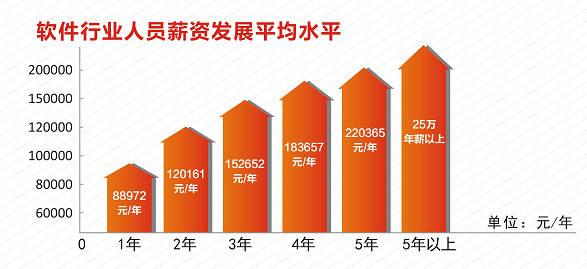 软件行业人员薪资发展平均水平
200000
150000
120000
100000
80000
60000
88972
元/年
120161
元/年
152652
元/年
183657
元/年
220365
元/年
25万
年薪以上
单位：元/年
0 1年 2年 3年 4年 5年 5年以上